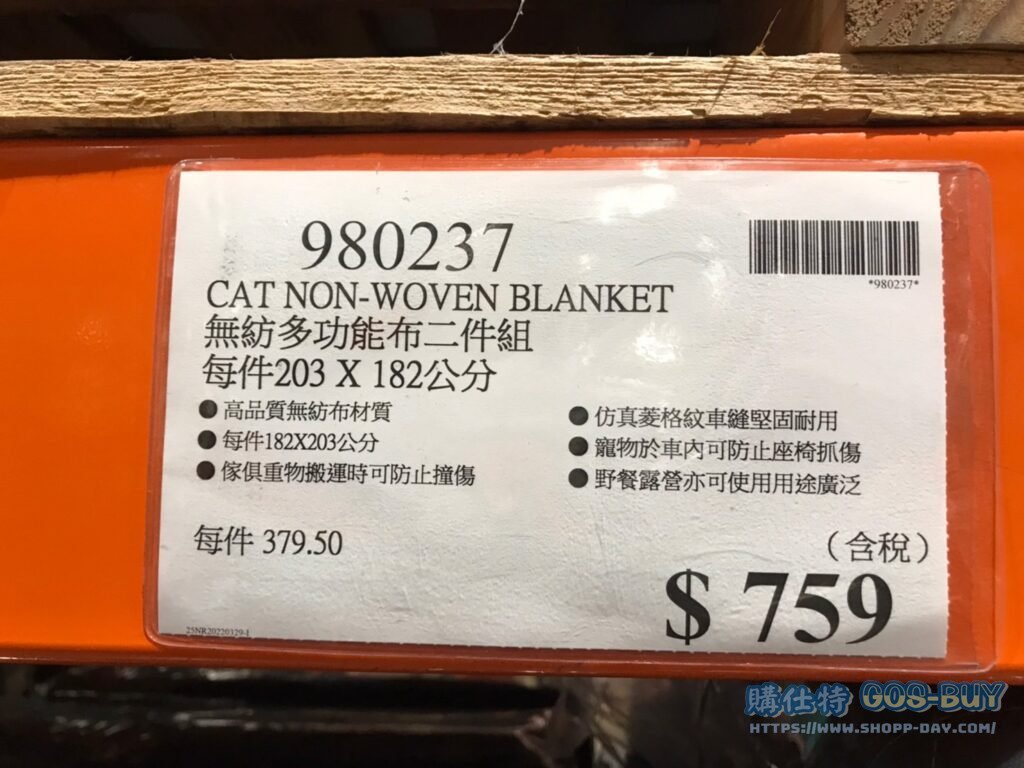 980237
*980237*
CAT NON-WOVEN BLANKET
無紡多功能布二件組
每件203 X 182公分
● 高品質無紡布材質
● 每件182X203公分
● 傢俱重物搬運時可防止撞傷
● 仿真菱格紋車縫堅固耐用
● 寵物於車內可防止座椅抓傷
● 野餐露營亦可使用用途廣泛
每件 379.50
（含稅）
$ 759
25NR20220329-1
購仕特 GOS-BUY
HTTPS://WWW.SHOPP-DAY.COM/